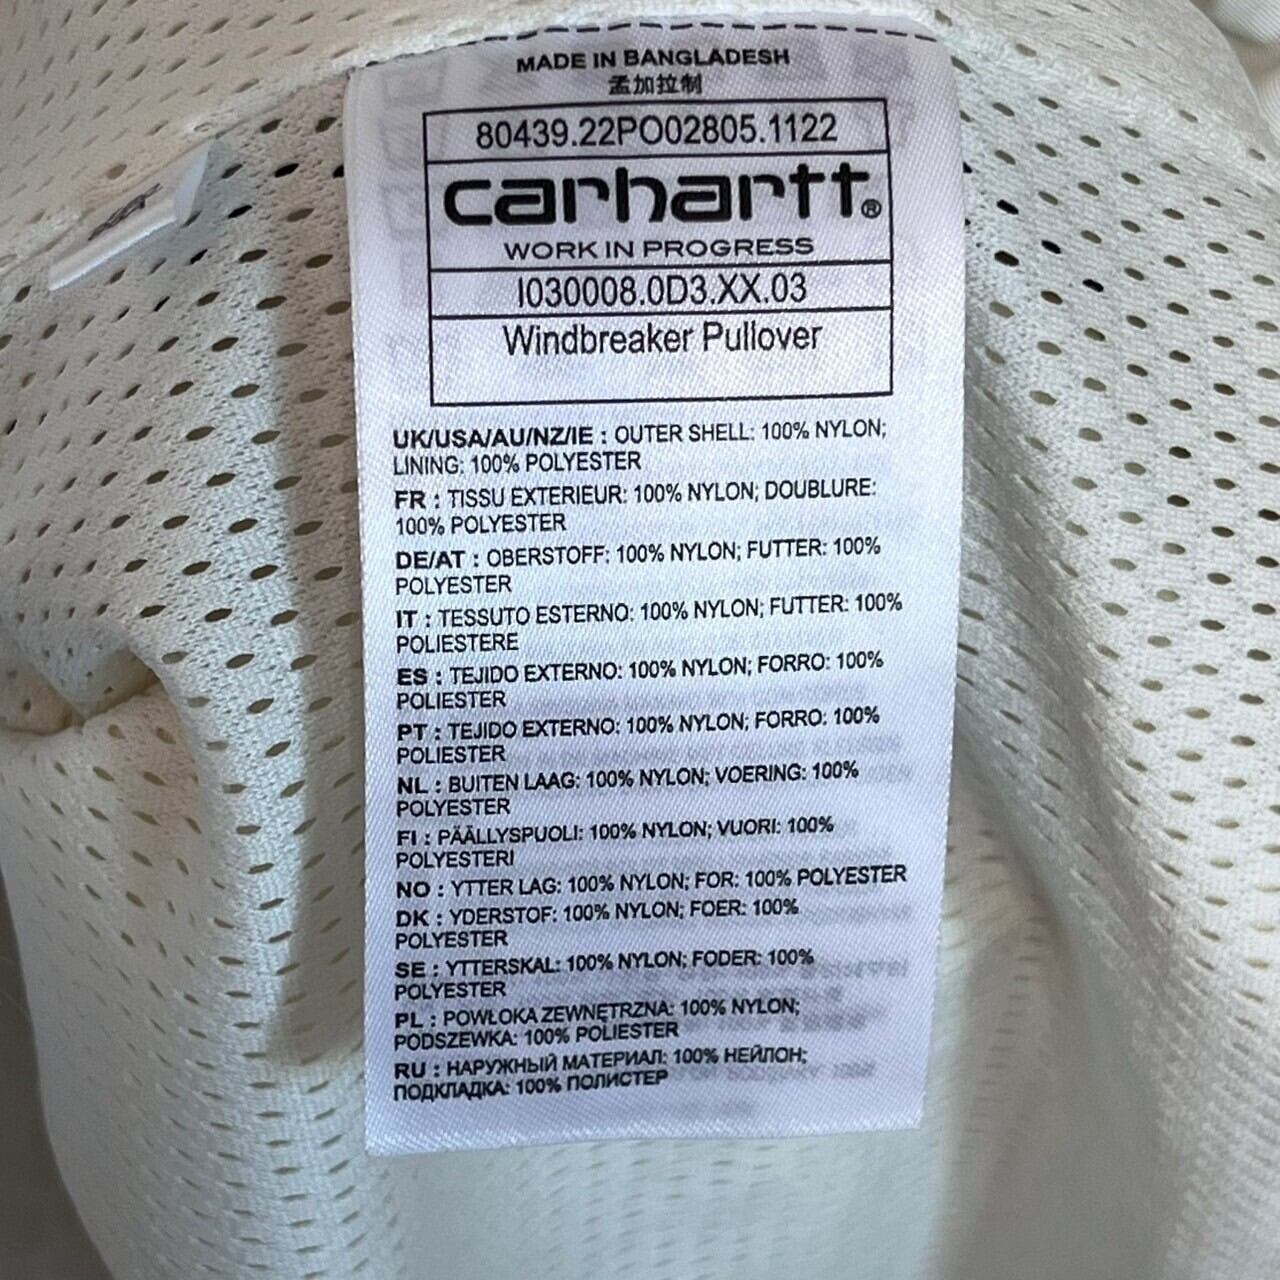 MADE IN BANGLADESH
孟加拉制
80439.22PO02805.1122
carhartt®
WORK IN PROGRESS
I030008.0D3.XX.03
Windbreaker Pullover
UK/USA/AU/NZ/IE : OUTER SHELL: 100% NYLON;
LINING: 100% POLYESTER
FR : TISSU EXTERIEUR: 100% NYLON; DOUBLURE:
100% POLYESTER
DE/AT : OBERSTOFF: 100% NYLON; FUTTER: 100%
POLYESTER
IT : TESSUTO ESTERNO: 100% NYLON; FUTTER: 100%
POLIESTERE
ES : TEJIDO EXTERNO: 100% NYLON; FORRO: 100%
POLIESTER
PT : TEJIDO EXTERNO: 100% NYLON; FORRO: 100%
POLIESTER
NL : BUITEN LAAG: 100% NYLON; VOERING: 100%
POLYESTER
FI : PÄÄLLYSPUOLI: 100% NYLON; VUORI: 100%
POLYESTERI
NO : YTTER LAG: 100% NYLON; FOR: 100% POLYESTER
DK : YDERSTOF: 100% NYLON; FOER: 100%
POLYESTER
SE : YTTERSKAL: 100% NYLON; FODER: 100%
POLYESTER
PL : POWŁOKA ZEWNĘTRZNA: 100% NYLON;
PODSZEWKA: 100% POLIESTER
RU : НАРУЖНЫЙ МАТЕРИАЛ: 100% НЕЙЛОН;
ПОДКЛАДКА: 100% ПОЛИСТЕР